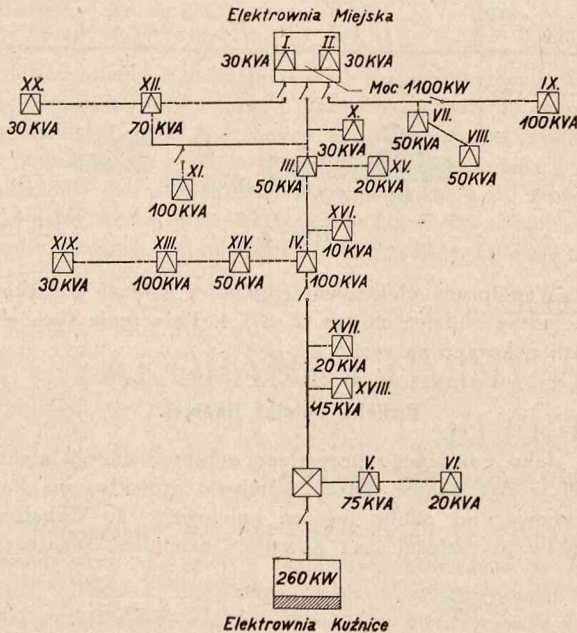 Elektrownia Miejska
I. II.
30 KVA 30 KVA
Moc 1100 KW
XX. XII. IX.
30 KVA 70 KVA 100 KVA
X. VII.
30 KVA 50 KVA
VIII.
50 KVA
XI.
100 KVA
III. XV.
50 KVA 20 KVA
XVI.
10 KVA
XIX. XIII. XIV. IV.
30 KVA 100 KVA 50 KVA 100 KVA
XVII.
20 KVA
XVIII.
15 KVA
V. VI.
75 KVA 20 KVA
260 KW
Elektrownia Kuźnice